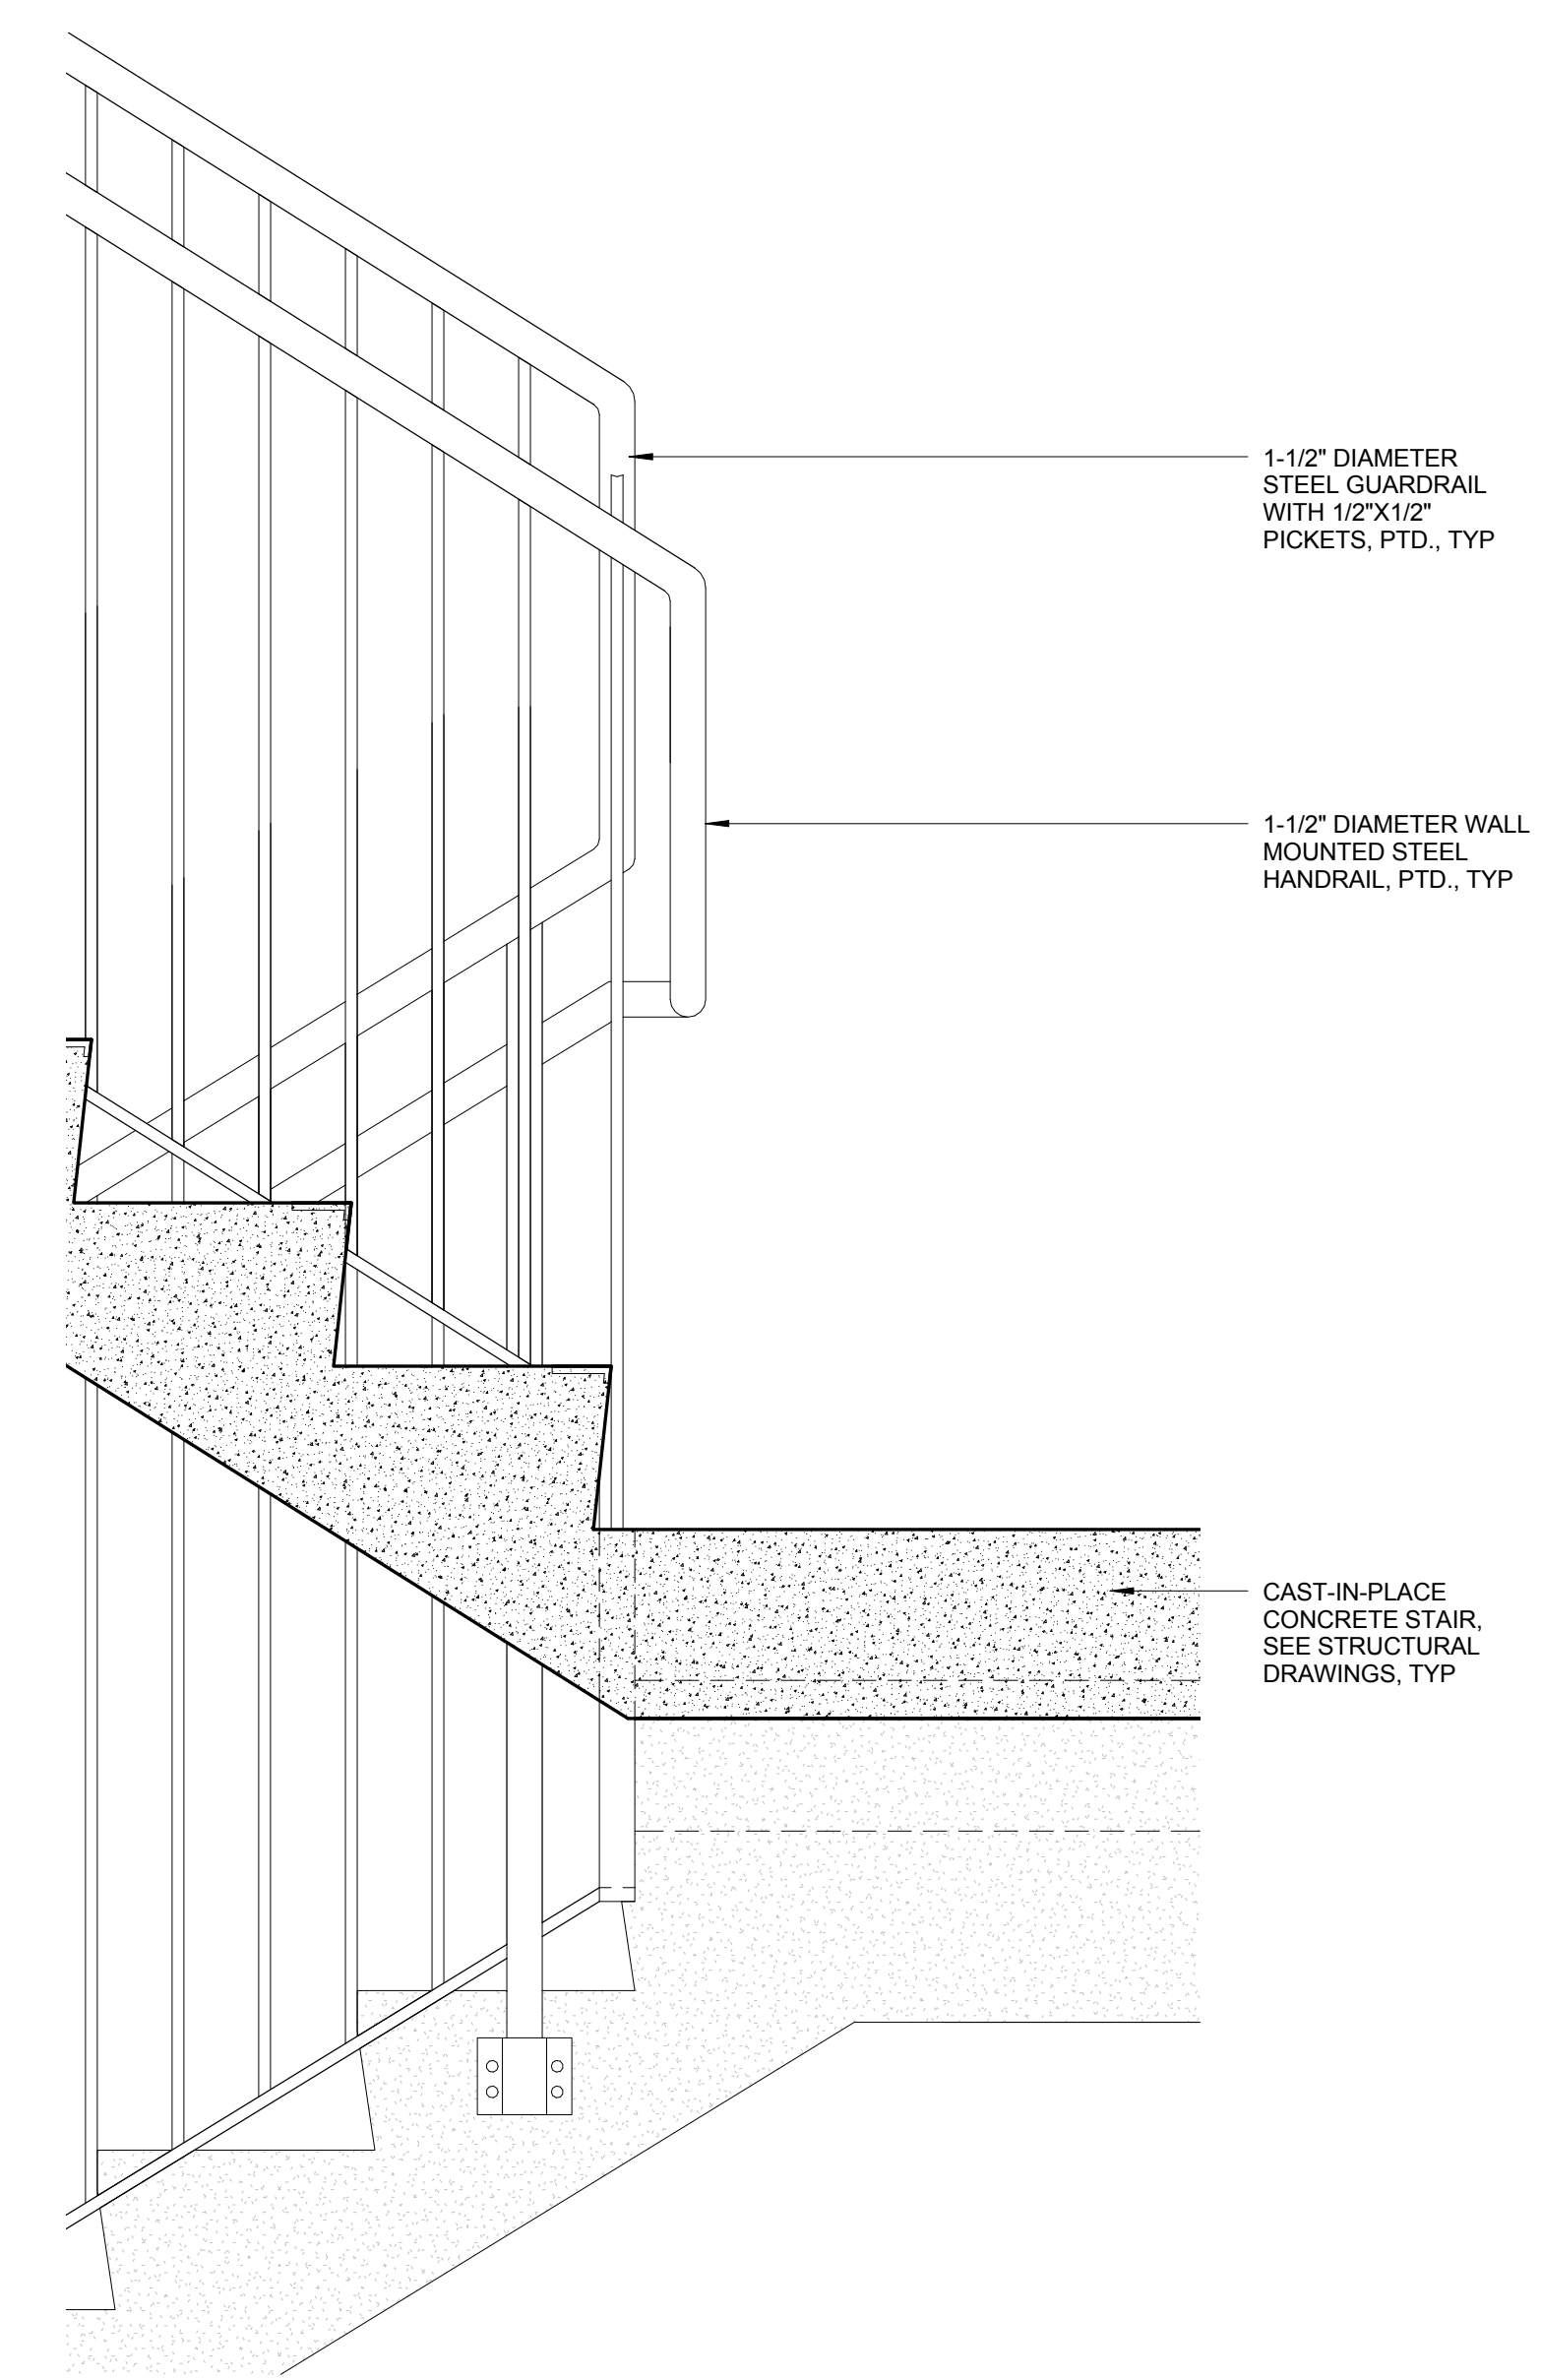 1-1/2" DIAMETER
STEEL GUARDRAIL
WITH 1/2"X1/2"
PICKETS, PTD., TYP
1-1/2" DIAMETER WALL
MOUNTED STEEL
HANDRAIL, PTD., TYP
CAST-IN-PLACE
CONCRETE STAIR,
SEE STRUCTURAL
DRAWINGS, TYP